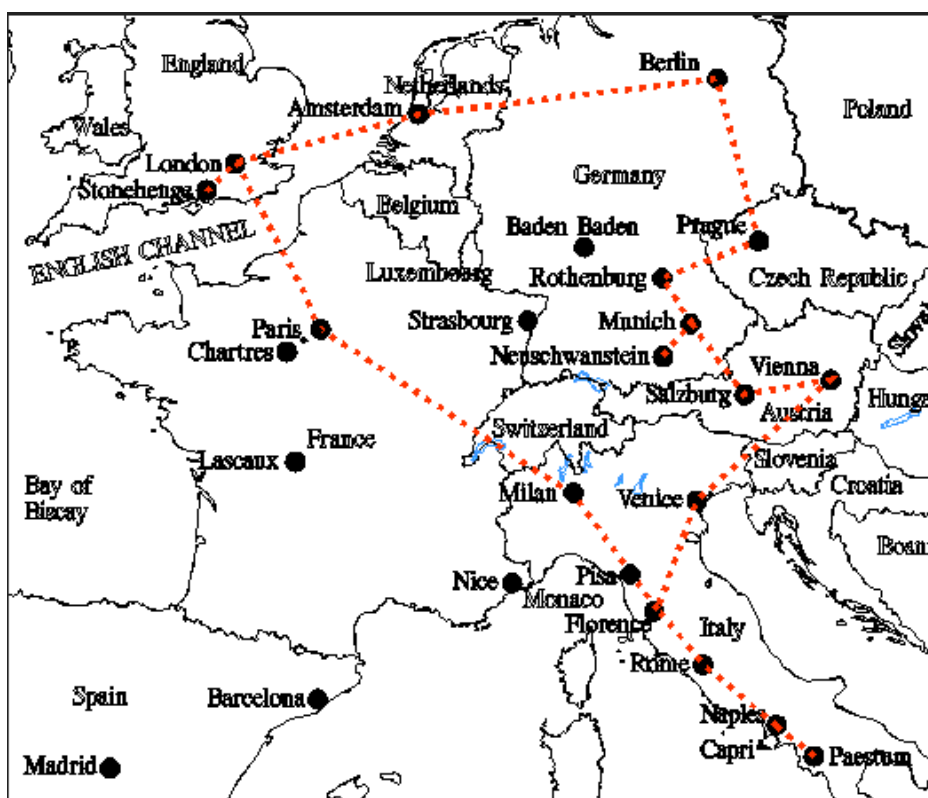 England
Berlin
Netherlands
Amsterdam
Poland
Wales
London
Stonehenge
Germany
Belgium
ENGLISH CHANNEL
Baden Baden
Prague
Luxembourg
Rothenburg
Czech Republic
Paris
Strasbourg
Munich
Chartres
Neuschwanstein
Slovak
Vienna
Salzburg
Austria
Hunga
Switzerland
France
Lascaux
Slovenia
Bay of
Biscay
Milan
Venice
Croatia
Bosn
Nice
Pisa
Monaco
Florence
Italy
Rome
Spain
Barcelona
Naples
Capri
Paestum
Madrid